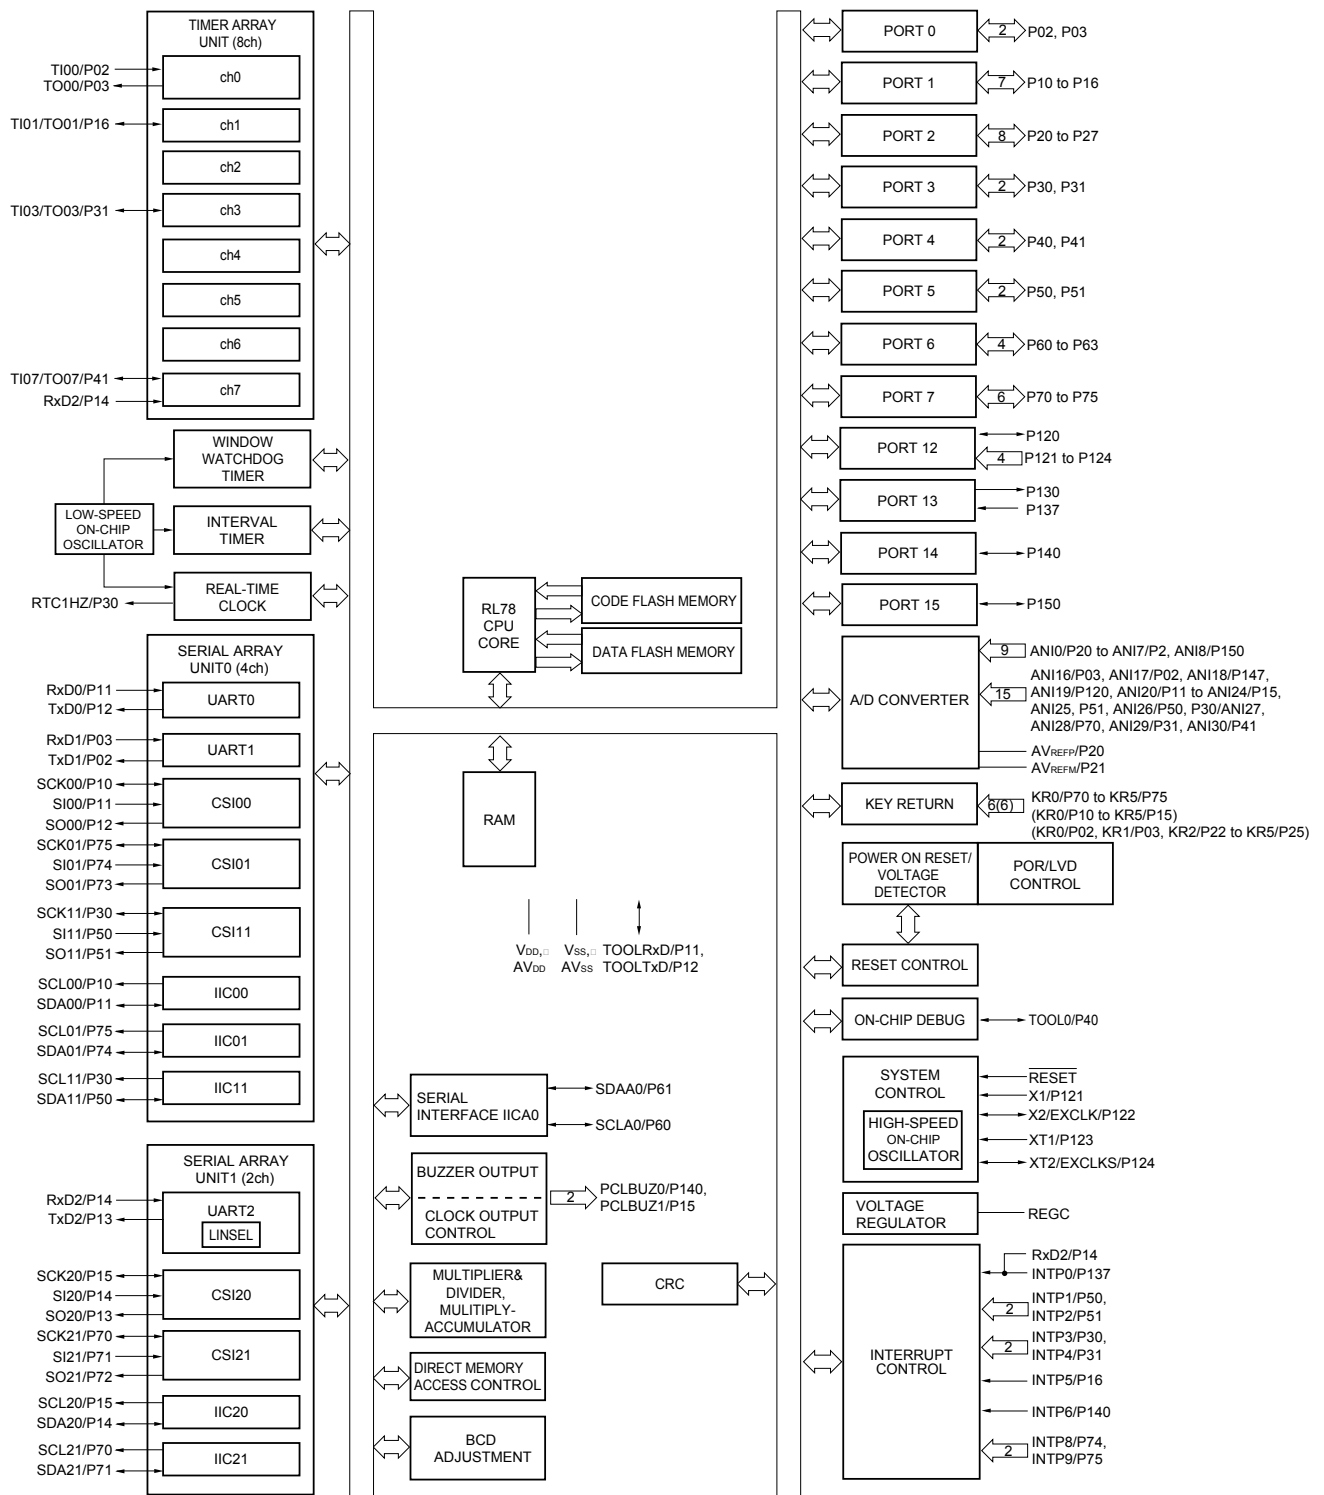 TIMER ARRAY
UNIT (8ch)
TI00/P02
TO00/P03
ch0
TI01/TO01/P16
ch1
ch2
TI03/TO03/P31
ch3
ch4
ch5
ch6
TI07/TO07/P41
RxD2/P14
ch7
WINDOW
WATCHDOG
TIMER
LOW-SPEED
ON-CHIP
OSCILLATOR
INTERVAL
TIMER
REAL-TIME
CLOCK
RTC1HZ/P30
SERIAL ARRAY
UNIT0 (4ch)
RxD0/P11
TxD0/P12
UART0
RxD1/P03
TxD1/P02
UART1
SCK00/P10
SI00/P11
SO00/P12
CSI00
SCK01/P75
SI01/P74
SO01/P73
CSI01
SCK11/P30
SI11/P50
SO11/P51
CSI11
SCL00/P10
SDA00/P11
IIC00
SCL01/P75
SDA01/P74
IIC01
SCL11/P30
SDA11/P50
IIC11
SERIAL ARRAY
UNIT1 (2ch)
RxD2/P14
TxD2/P13
UART2
LINSEL
SCK20/P15
SI20/P14
SO20/P13
CSI20
SCK21/P70
SI21/P71
SO21/P72
CSI21
SCL20/P15
SDA20/P14
IIC20
SCL21/P70
SDA21/P71
IIC21
RL78
CPU
CORE
CODE FLASH MEMORY
DATA FLASH MEMORY
RAM
VDD,
AVDD
VSS,
AVSS
TOOLRxD/P11,
TOOLTxD/P12
SERIAL
INTERFACE IICA0
SDAA0/P61
SCLA0/P60
BUZZER OUTPUT
CLOCK OUTPUT
CONTROL
2
PCLBUZ0/P140,
PCLBUZ1/P15
MULTIPLIER&
DIVIDER,
MULITIPLY-
ACCUMULATOR
CRC
DIRECT MEMORY
ACCESS CONTROL
BCD
ADJUSTMENT
PORT 0
2
P02, P03
PORT 1
7
P10 to P16
PORT 2
8
P20 to P27
PORT 3
2
P30, P31
PORT 4
2
P40, P41
PORT 5
2
P50, P51
PORT 6
4
P60 to P63
PORT 7
6
P70 to P75
PORT 12
P120
4
P121 to P124
PORT 13
P130
P137
PORT 14
P140
PORT 15
P150
A/D CONVERTER
9
ANI0/P20 to ANI7/P2, ANI8/P150
15
ANI16/P03, ANI17/P02, ANI18/P147,
ANI19/P120, ANI20/P11 to ANI24/P15,
ANI25, P51, ANI26/P50, P30/ANI27,
ANI28/P70, ANI29/P31, ANI30/P41
AVREFP/P20
AVREFM/P21
KEY RETURN
6(6)
KR0/P70 to KR5/P75
(KR0/P10 to KR5/P15)
(KR0/P02, KR1/P03, KR2/P22 to KR5/P25)
POWER ON RESET/
VOLTAGE
DETECTOR
POR/LVD
CONTROL
RESET CONTROL
ON-CHIP DEBUG
TOOL0/P40
SYSTEM
CONTROL
HIGH-SPEED
ON-CHIP
OSCILLATOR
RESET
X1/P121
X2/EXCLK/P122
XT1/P123
XT2/EXCLKS/P124
VOLTAGE
REGULATOR
REGC
INTERRUPT
CONTROL
RxD2/P14
INTP0/P137
2
INTP1/P50,
INTP2/P51
2
INTP3/P30,
INTP4/P31
INTP5/P16
INTP6/P140
2
INTP8/P74,
INTP9/P75